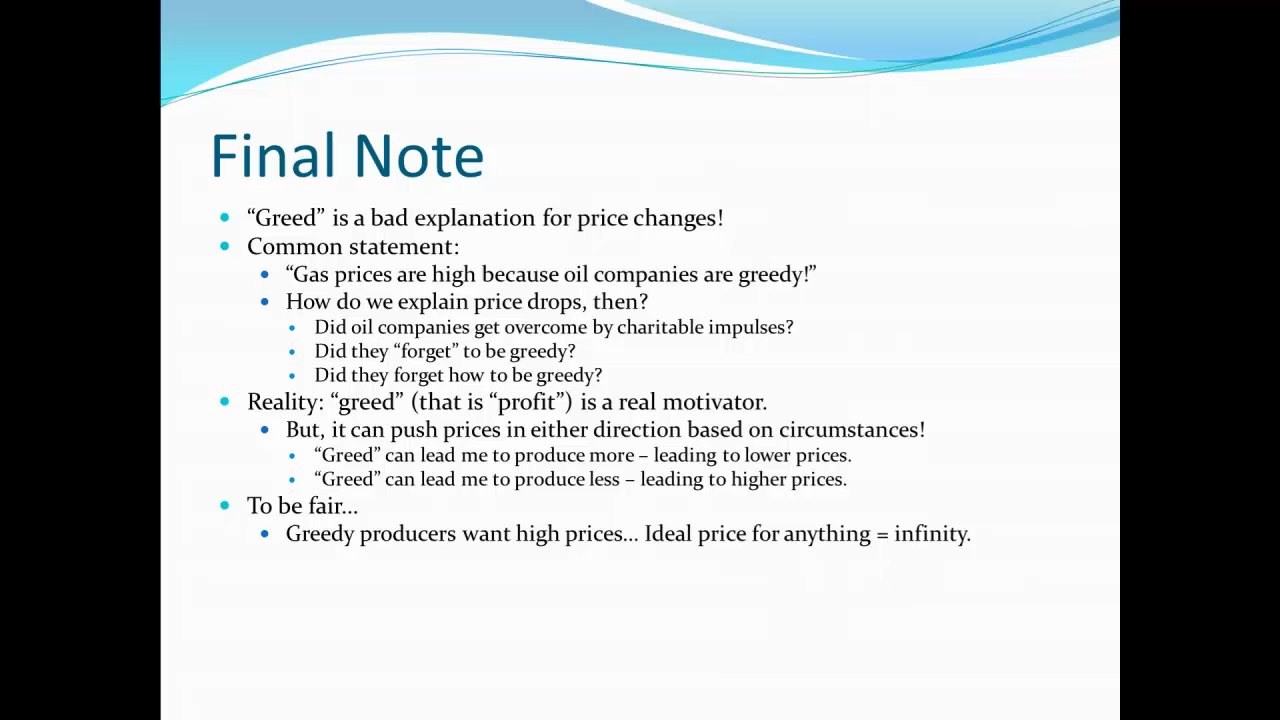 Final Note
“Greed” is a bad explanation for price changes!
Common statement:
“Gas prices are high because oil companies are greedy!”
How do we explain price drops, then?
Did oil companies get overcome by charitable impulses?
Did they “forget” to be greedy?
Did they forget how to be greedy?
Reality: “greed” (that is “profit”) is a real motivator.
But, it can push prices in either direction based on circumstances!
“Greed” can lead me to produce more – leading to lower prices.
“Greed” can lead me to produce less – leading to higher prices.
To be fair…
Greedy producers want high prices… Ideal price for anything = infinity.